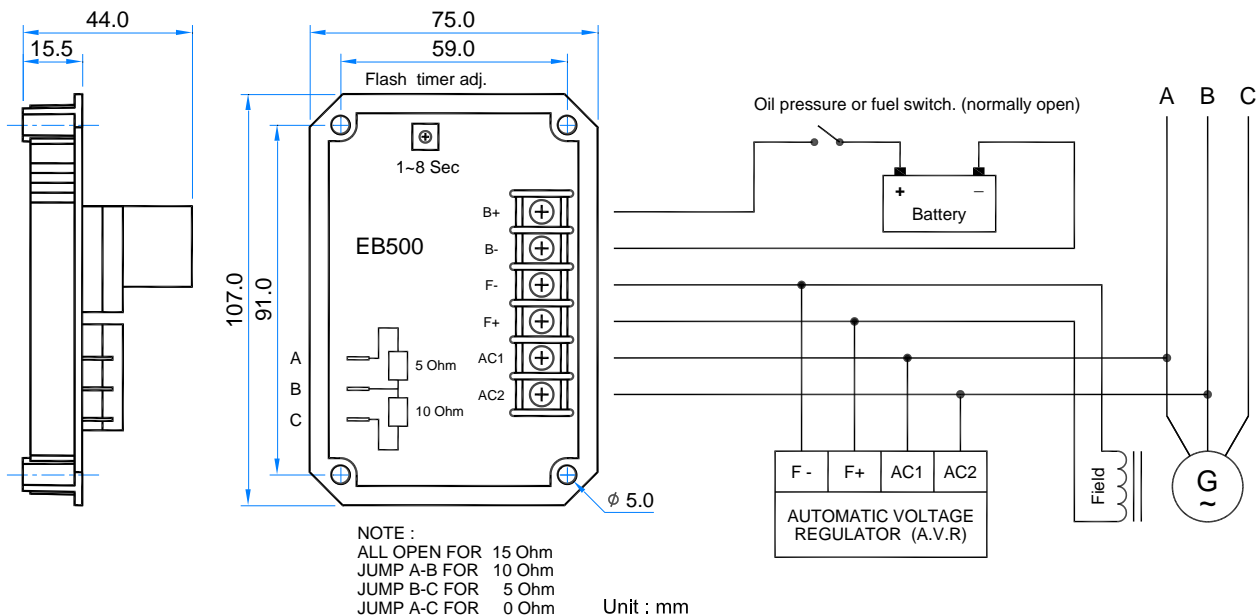 44.0
15.5
75.0
59.0
Flash timer adj.
1~8 Sec
107.0
91.0
EB500
B+
B-
F-
F+
AC1
AC2
A
B
C
5 Ohm
10 Ohm
φ 5.0
Oil pressure or fuel switch. (normally open)
+ −
Battery
A B C
F - F+ AC1 AC2
AUTOMATIC VOLTAGE
REGULATOR (A.V.R)
Field
G
~
NOTE :
ALL OPEN FOR 15 Ohm
JUMP A-B FOR 10 Ohm
JUMP B-C FOR 5 Ohm
JUMP A-C FOR 0 Ohm
Unit : mm